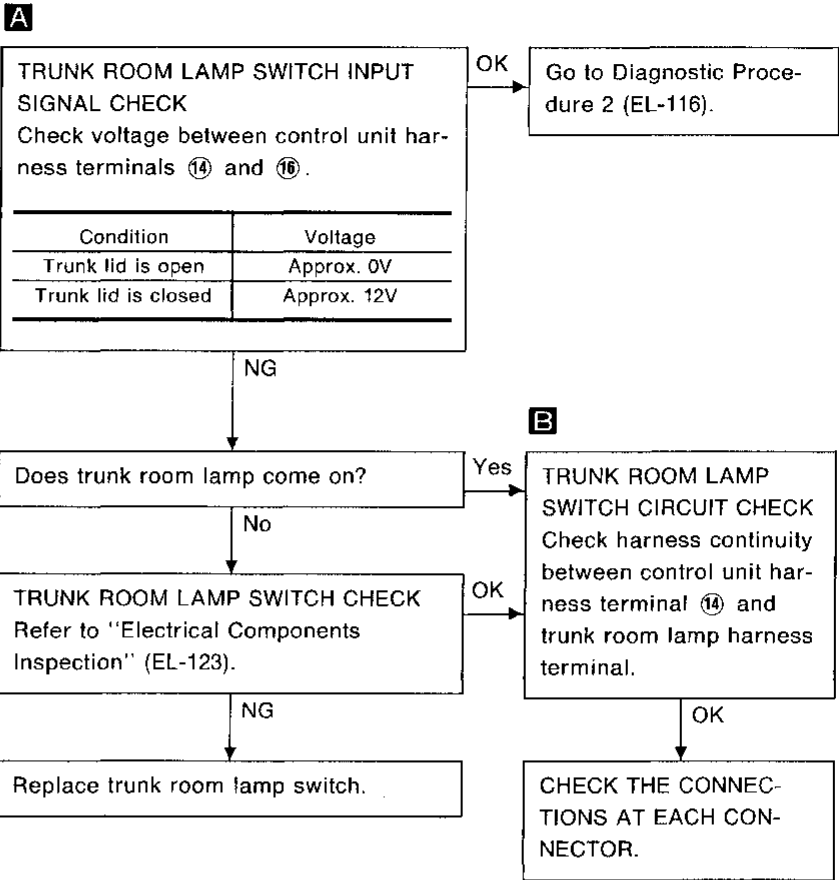 A
TRUNK ROOM LAMP SWITCH INPUT
SIGNAL CHECK
Check voltage between control unit har-
ness terminals ⑭ and ⑯.
Condition Voltage
Trunk lid is open Approx. 0V
Trunk lid is closed Approx. 12V
OK
Go to Diagnostic Proce-
dure 2 (EL-116).
NG
Does trunk room lamp come on?
Yes
No
TRUNK ROOM LAMP SWITCH CHECK
Refer to "Electrical Components
Inspection" (EL-123).
OK
NG
Replace trunk room lamp switch.
B
TRUNK ROOM LAMP
SWITCH CIRCUIT CHECK
Check harness continuity
between control unit har-
ness terminal ⑭ and
trunk room lamp harness
terminal.
OK
CHECK THE CONNEC-
TIONS AT EACH CON-
NECTOR.